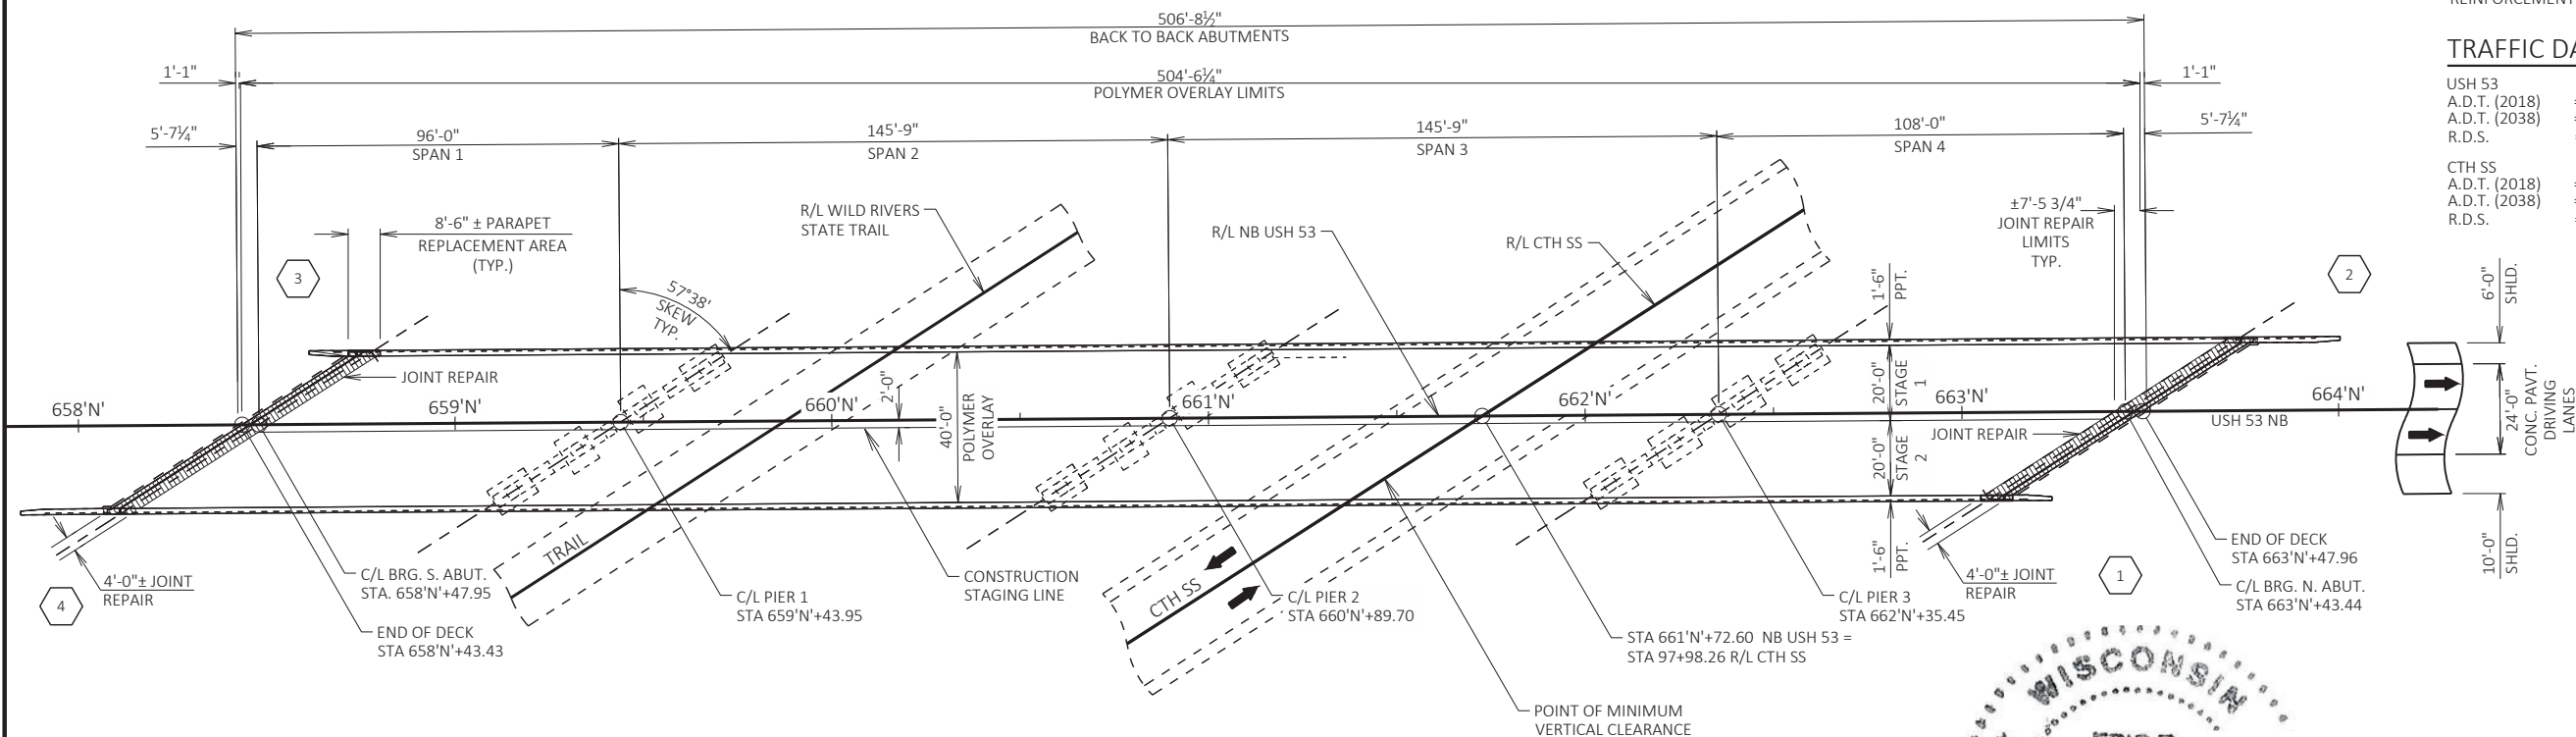 506'-8½"
BACK TO BACK ABUTMENTS
REINFORCEMENT
1'-1"
504'-6¼"
POLYMER OVERLAY LIMITS
1'-1"
TRAFFIC DA
USH 53
A.D.T. (2018) =
A.D.T. (2038) =
R.D.S.
CTH SS
A.D.T. (2018) =
A.D.T. (2038) =
R.D.S.
5'-7¼"
96'-0"
SPAN 1
145'-9"
SPAN 2
145'-9"
SPAN 3
108'-0"
SPAN 4
5'-7¼"
8'-6" ± PARAPET
REPLACEMENT AREA
(TYP.)
3
57°38'
SKEW
TYP.
R/L WILD RIVERS
STATE TRAIL
R/L NB USH 53
R/L CTH SS
±7'-5 3/4"
JOINT REPAIR
LIMITS
TYP.
2
1'-6"
PPT.
6'-0"
SHLD.
JOINT REPAIR
658'N'
659'N'
660'N'
661'N'
662'N'
663'N'
664'N'
2'-0"
40'-0"
POLYMER
OVERLAY
20'-0"
STAGE
1
20'-0"
STAGE
2
JOINT REPAIR
USH 53 NB
24'-0"
CONC. PAVT.
DRIVING
LANES
1'-6"
PPT.
10'-0"
SHLD.
TRAIL
CTH SS
4
4'-0"± JOINT
REPAIR
C/L BRG. S. ABUT.
STA. 658'N'+47.95
END OF DECK
STA 658'N'+43.43
C/L PIER 1
STA 659'N'+43.95
CONSTRUCTION
STAGING LINE
C/L PIER 2
STA 660'N'+89.70
STA 661'N'+72.60 NB USH 53 =
STA 97+98.26 R/L CTH SS
POINT OF MINIMUM
VERTICAL CLEARANCE
C/L PIER 3
STA 662'N'+35.45
4'-0"± JOINT
REPAIR
1
END OF DECK
STA 663'N'+47.96
C/L BRG. N. ABUT.
STA 663'N'+43.44
WISCONSIN